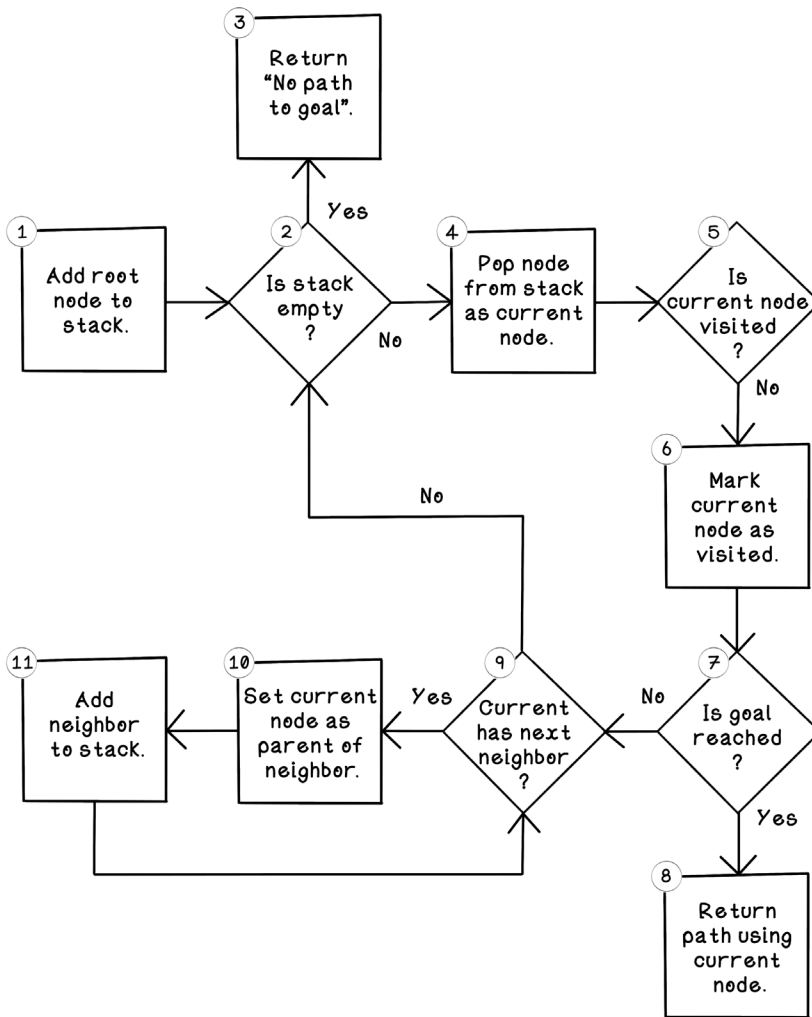 3
Return
“No path
to goal”.
Yes
1
Add root
node to
stack.
2
Is stack
empty
?
No
4
Pop node
from stack
as current
node.
5
Is
current node
visited
?
No
6
Mark
current
node as
visited.
7
Is goal
reached
?
No
Yes
8
Return
path using
current
node.
9
Current
has next
neighbor
?
No
Yes
10
Set current
node as
parent of
neighbor.
11
Add
neighbor
to stack.